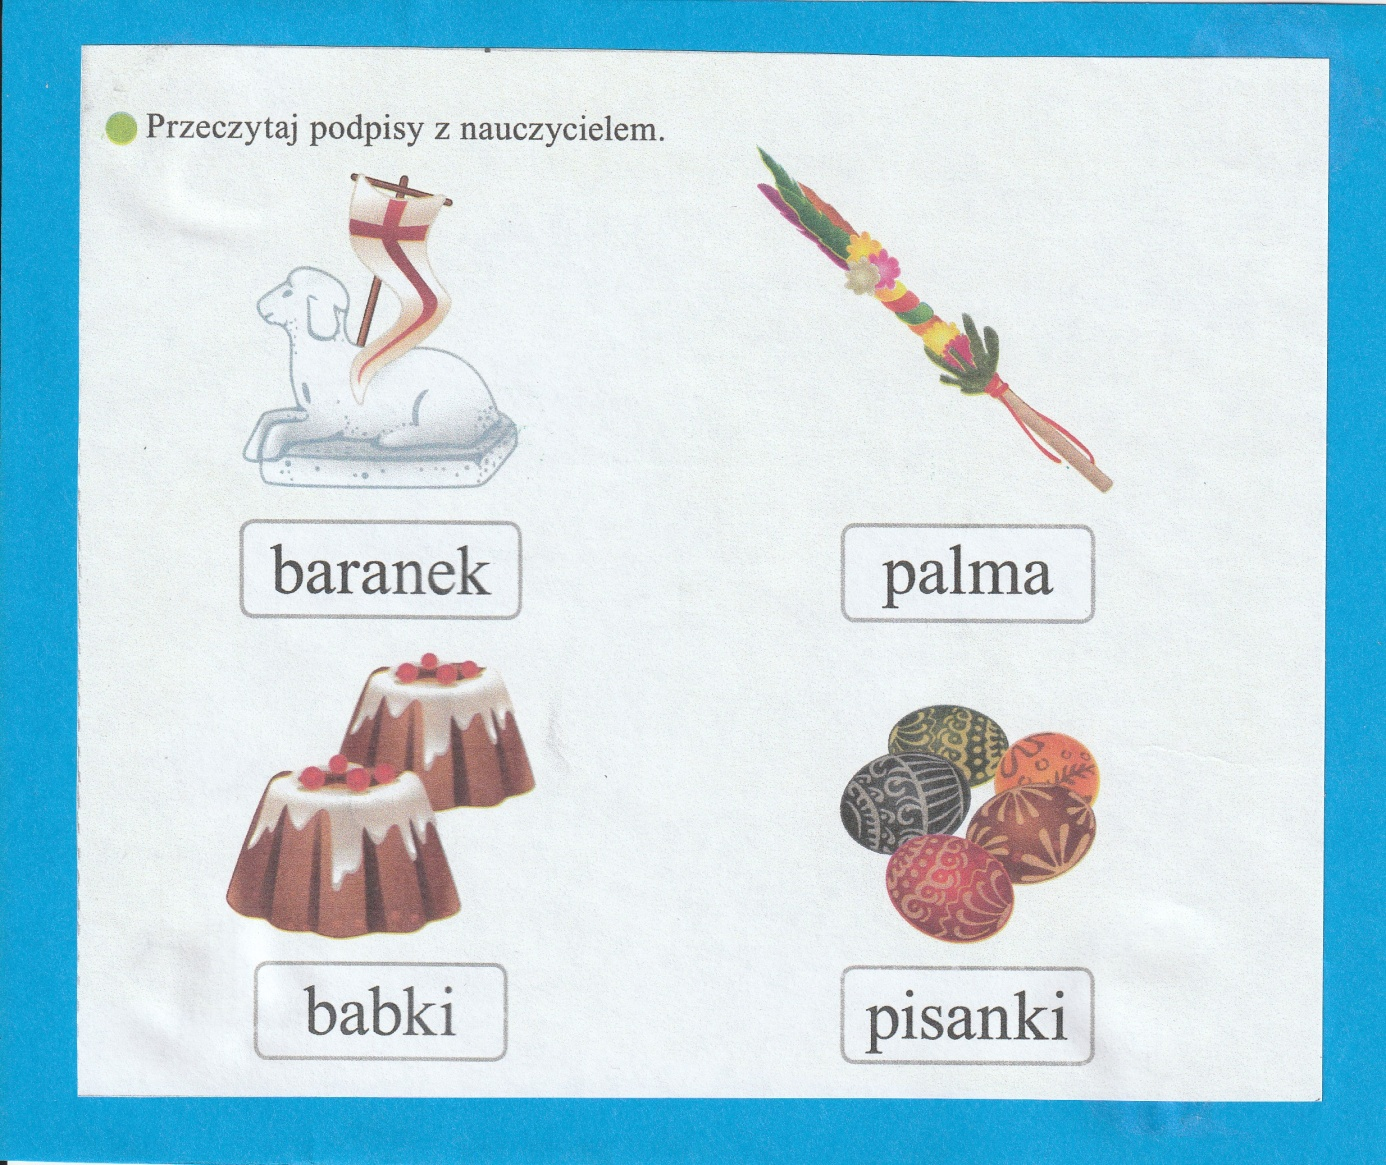 Przeczytaj podpisy z nauczycielem.
baranek
palma
babki
pisanki